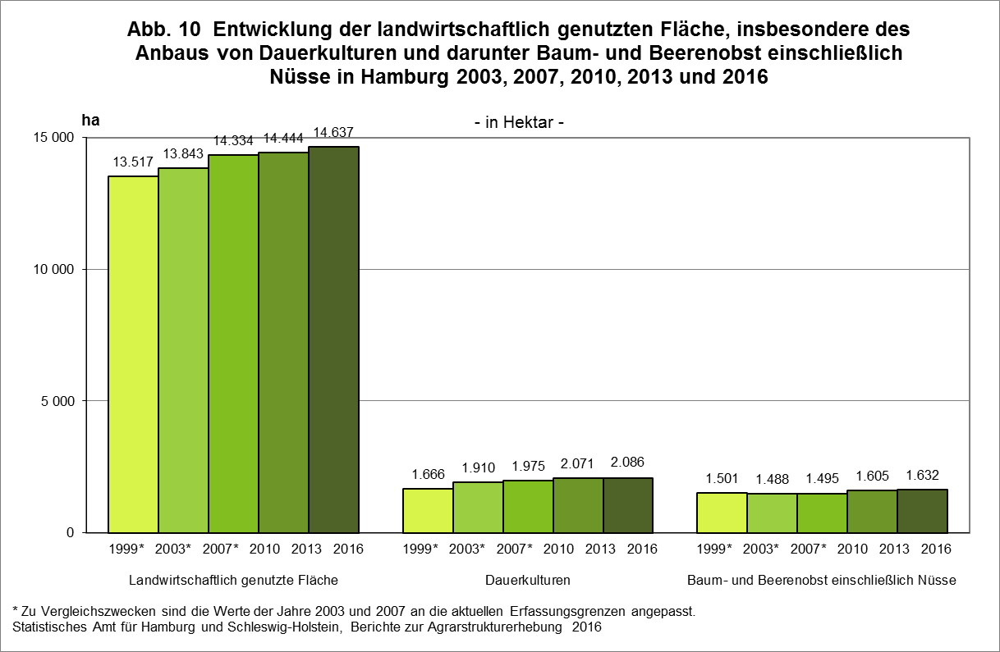 Abb. 10  Entwicklung der landwirtschaftlich genutzten Fläche, insbesondere des
Anbaus von Dauerkulturen und darunter Baum- und Beerenobst einschließlich
Nüsse in Hamburg 2003, 2007, 2010, 2013 und 2016
ha
- in Hektar -
15 000
10 000
5 000
0
13.517 13.843 14.334 14.444 14.637
1.666 1.910 1.975 2.071 2.086
1.501 1.488 1.495 1.605 1.632
1999* 2003* 2007* 2010 2013 2016 1999* 2003* 2007* 2010 2013 2016 1999* 2003* 2007* 2010 2013 2016
Landwirtschaftlich genutzte Fläche Dauerkulturen Baum- und Beerenobst einschließlich Nüsse
* Zu Vergleichszwecken sind die Werte der Jahre 2003 und 2007 an die aktuellen Erfassungsgrenzen angepasst.
Statistisches Amt für Hamburg und Schleswig-Holstein,  Berichte zur Agrarstrukturerhebung  2016